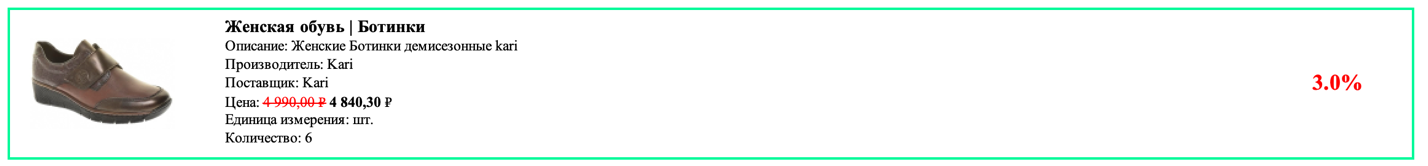 Женская обувь | Ботинки
Описание: Женские Ботинки демисезонные kari
Производитель: Kari
Поставщик: Kari
Цена: 4 990,00 ₽ 4 840,30 ₽
Единица измерения: шт.
Количество: 6
3.0%